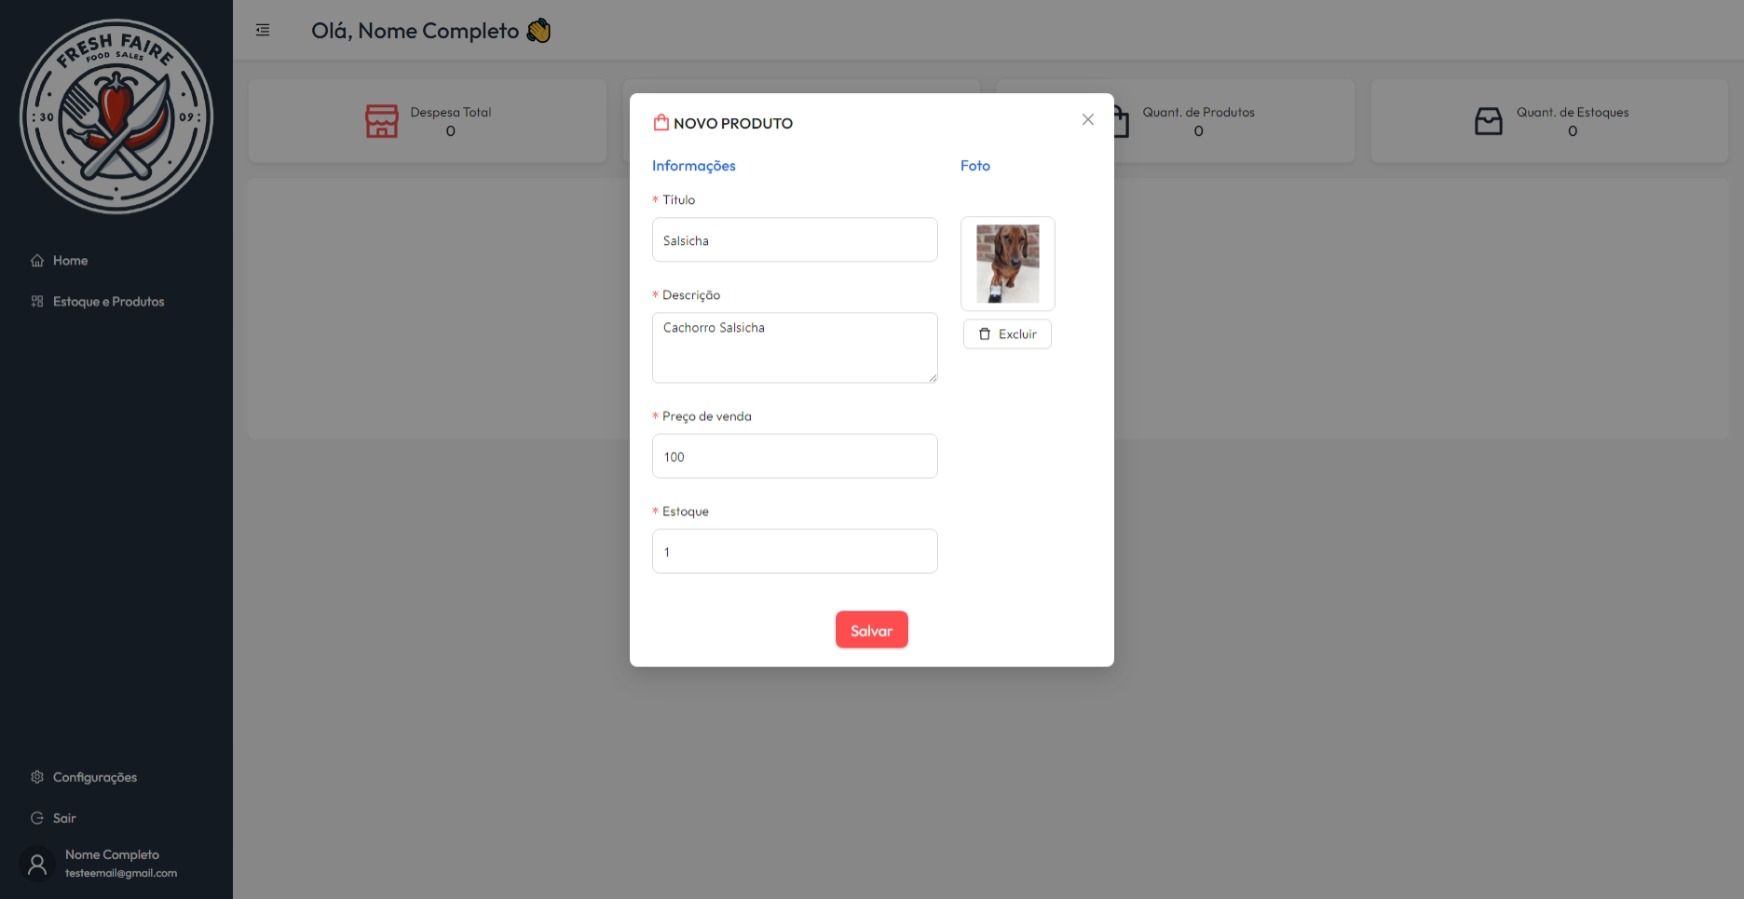 FRESH FAIRE
FOOD SALES
:30
09:
Home
Estoque e Produtos
Configurações
Sair
Nome Completo
testeemail@gmail.com
Olá, Nome Completo 👋
Despesa Total
0
Quant. de Produtos
0
Quant. de Estoques
0
NOVO PRODUTO
Informações
Foto
* Título
Salsicha
* Descrição
Cachorro Salsicha
Excluir
* Preço de venda
100
* Estoque
1
Salvar